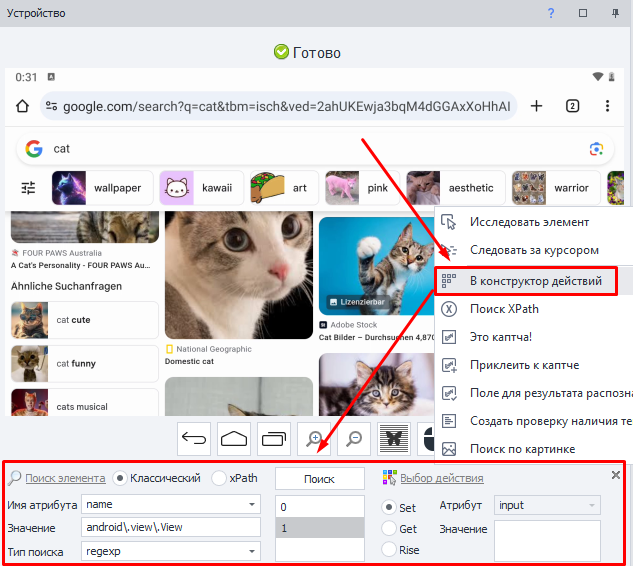 Устройство
?
Готово
0:31
google.com/search?q=cat&tbm=isch&ved=2ahUKEwja3bqM4dGGAxXoHhAI
2
cat
wallpaper
kawaii
art
pink
aesthetic
warrior
Исследовать элемент
Следовать за курсором
В конструктор действий
Поиск XPath
Это каптча!
Приклеить к каптче
Поле для результата распозна
Создать проверку наличия те
Поиск по картинке
FOUR PAWS Australia
A Cat's Personality - FOUR PAWS Au...
Ähnliche Suchanfragen
cat cute
cat funny
cats musical
National Geographic
Domestic cat
Lizenzierbar
Adobe Stock
Cat Bilder – Durchsuchen 4,870
Поиск элемента
Классический
xPath
Поиск
Выбор действия
Имя атрибута
name
0
Set
Атрибут
input
Значение
android\.view\.View
1
Get
Значение
Тип поиска
regexp
Rise